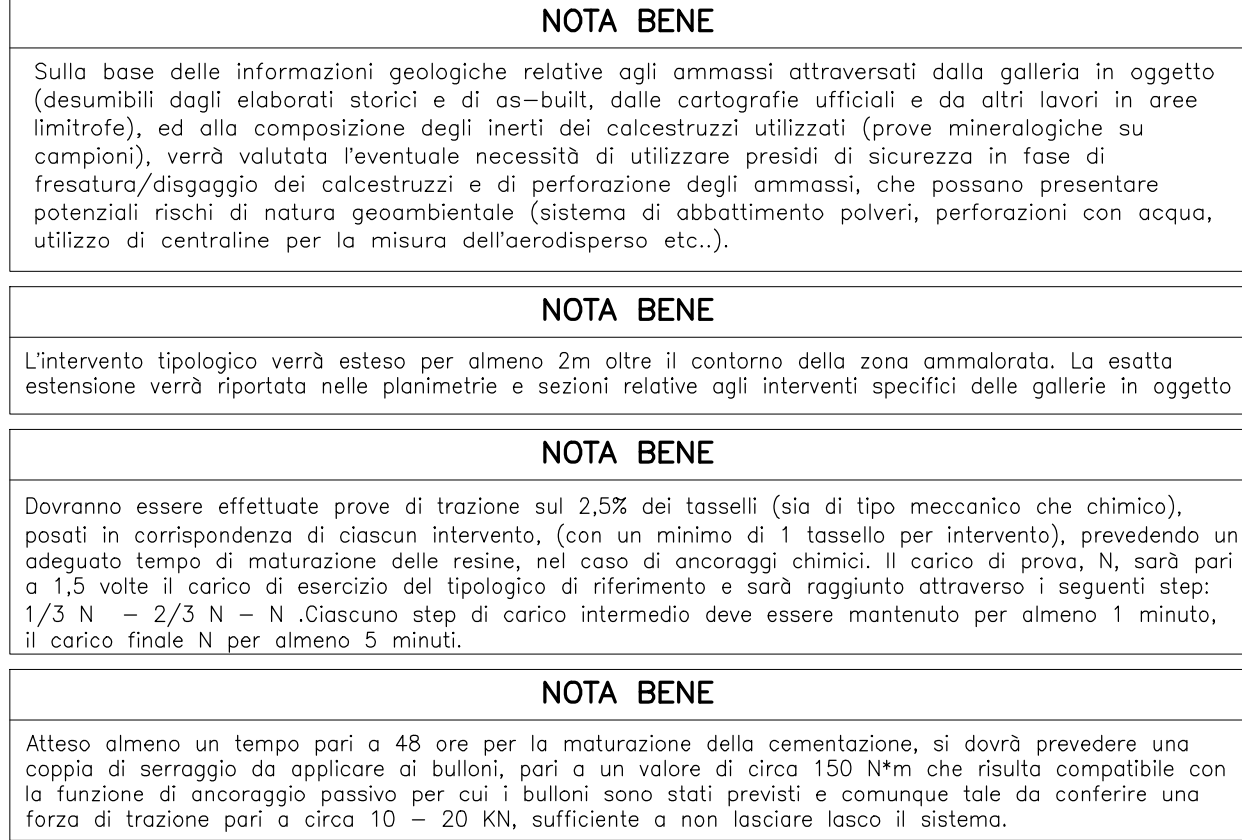 NOTA BENE
Sulla base delle informazioni geologiche relative agli ammassi attraversati dalla galleria in oggetto
(desumibili dagli elaborati storici e di as-built, dalle cartografie ufficiali e da altri lavori in aree
limitrofe), ed alla composizione degli inerti dei calcestruzzi utilizzati (prove mineralogiche su
campioni), verrà valutata l'eventuale necessità di utilizzare presidi di sicurezza in fase di
fresatura/disgaggio dei calcestruzzi e di perforazione degli ammassi, che possano presentare
potenziali rischi di natura geoambientale (sistema di abbattimento polveri, perforazioni con acqua,
utilizzo di centraline per la misura dell'aerodisperso etc..).
NOTA BENE
L'intervento tipologico verrà esteso per almeno 2m oltre il contorno della zona ammalorata. La esatta
estensione verrà riportata nelle planimetrie e sezioni relative agli interventi specifici delle gallerie in oggetto
NOTA BENE
Dovranno essere effettuate prove di trazione sul 2,5% dei tasselli (sia di tipo meccanico che chimico),
posati in corrispondenza di ciascun intervento, (con un minimo di 1 tassello per intervento), prevedendo un
adeguato tempo di maturazione delle resine, nel caso di ancoraggi chimici. Il carico di prova, N, sarà pari
a 1,5 volte il carico di esercizio del tipologico di riferimento e sarà raggiunto attraverso i seguenti step:
1/3 N - 2/3 N - N .Ciascuno step di carico intermedio deve essere mantenuto per almeno 1 minuto,
il carico finale N per almeno 5 minuti.
NOTA BENE
Atteso almeno un tempo pari a 48 ore per la maturazione della cementazione, si dovrà prevedere una
coppia di serraggio da applicare ai bulloni, pari a un valore di circa 150 N*m che risulta compatibile con
la funzione di ancoraggio passivo per cui i bulloni sono stati previsti e comunque tale da conferire una
forza di trazione pari a circa 10 - 20 KN, sufficiente a non lasciare lasco il sistema.